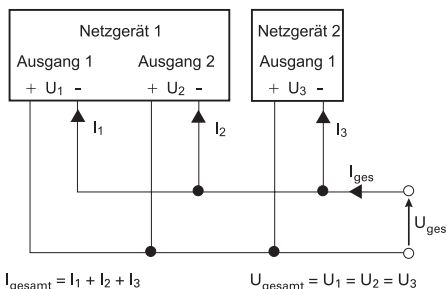 Netzgerät 1
Netzgerät 2
Ausgang 1
Ausgang 2
Ausgang 1
+ U₁ −
+ U₂ −
+ U₃ −
I₁
I₂
I₃
I_ges
U_ges
I_gesamt = I₁ + I₂ + I₃
U_gesamt = U₁ = U₂ = U₃